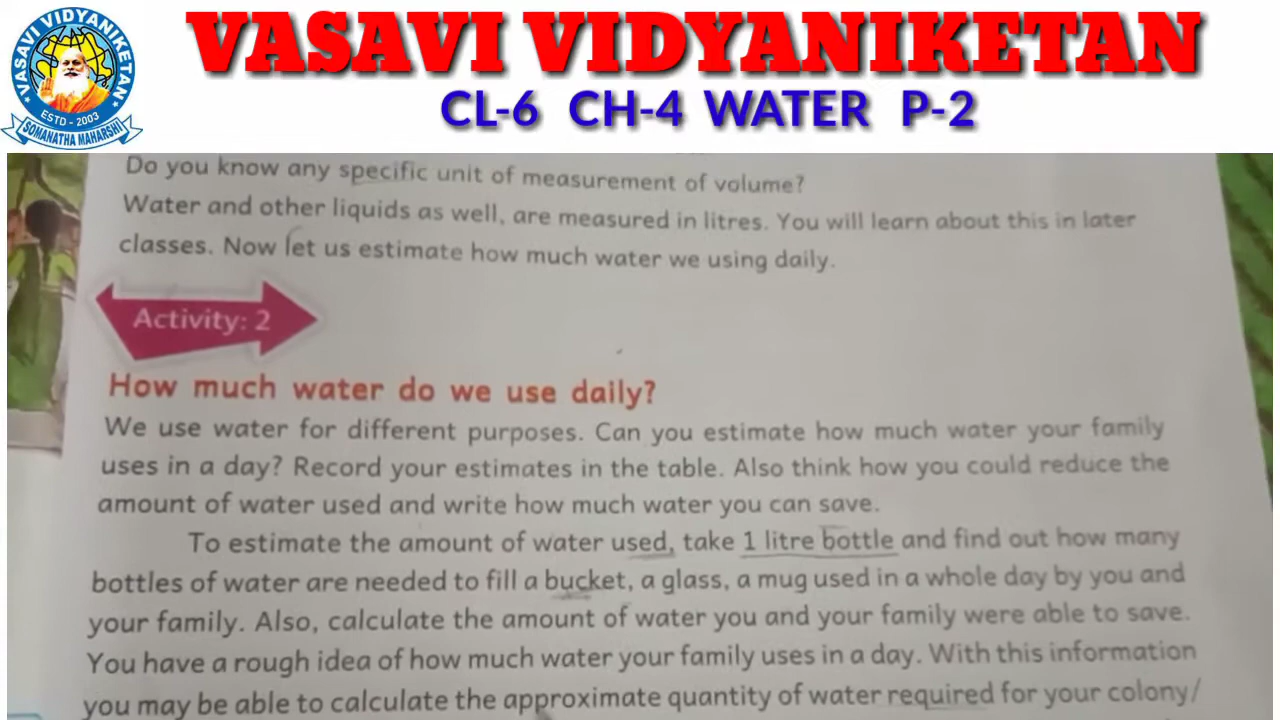 VASAVI VIDYANIKETAN
VASAVI VIDYANIKETAN
ESTD - 2003
SOMANATHA MAHARSHI
CL-6 CH-4 WATER P-2
Do you know any specific unit of measurement of volume?
Water and other liquids as well, are measured in litres. You will learn about this in later
classes. Now let us estimate how much water we using daily.
Activity: 2
How much water do we use daily?
We use water for different purposes. Can you estimate how much water your family
uses in a day? Record your estimates in the table. Also think how you could reduce the
amount of water used and write how much water you can save.
To estimate the amount of water used, take 1 litre bottle and find out how many
bottles of water are needed to fill a bucket, a glass, a mug used in a whole day by you and
your family. Also, calculate the amount of water you and your family were able to save.
You have a rough idea of how much water your family uses in a day. With this information
you may be able to calculate the approximate quantity of water required for your colony/